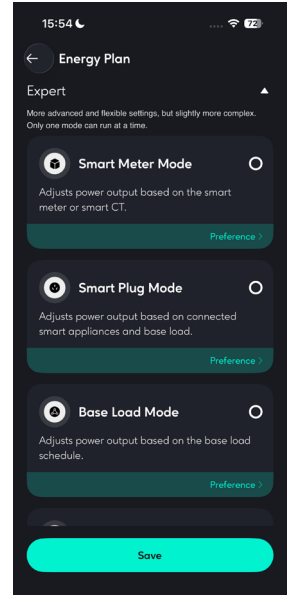 15:54
72
Energy Plan
Expert
More advanced and flexible settings, but slightly more complex.
Only one mode can run at a time.
Smart Meter Mode
Adjusts power output based on the smart
meter or smart CT.
Preference >
Smart Plug Mode
Adjusts power output based on connected
smart appliances and base load.
Preference >
Base Load Mode
Adjusts power output based on the base load
schedule.
Preference >
Save